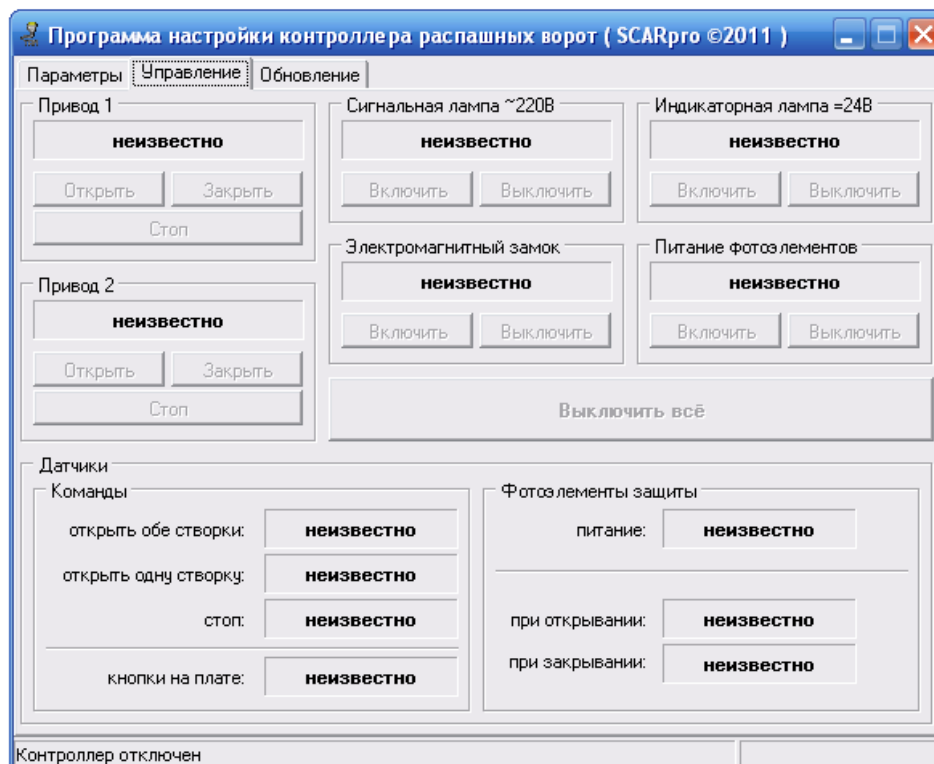 Программа настройки контроллера распашных ворот ( SCARpro ©2011 )
Параметры Управление Обновление
Привод 1
неизвестно
Открыть Закрыть
Стоп
Привод 2
неизвестно
Открыть Закрыть
Стоп
Сигнальная лампа ~220В
неизвестно
Включить Выключить
Индикаторная лампа =24В
неизвестно
Включить Выключить
Электромагнитный замок
неизвестно
Включить Выключить
Питание фотоэлементов
неизвестно
Включить Выключить
Выключить всё
Датчики
Команды
открыть обе створки: неизвестно
открыть одну створку: неизвестно
стоп: неизвестно
кнопки на плате: неизвестно
Фотоэлементы защиты
питание: неизвестно
при открывании: неизвестно
при закрывании: неизвестно
Контроллер отключен